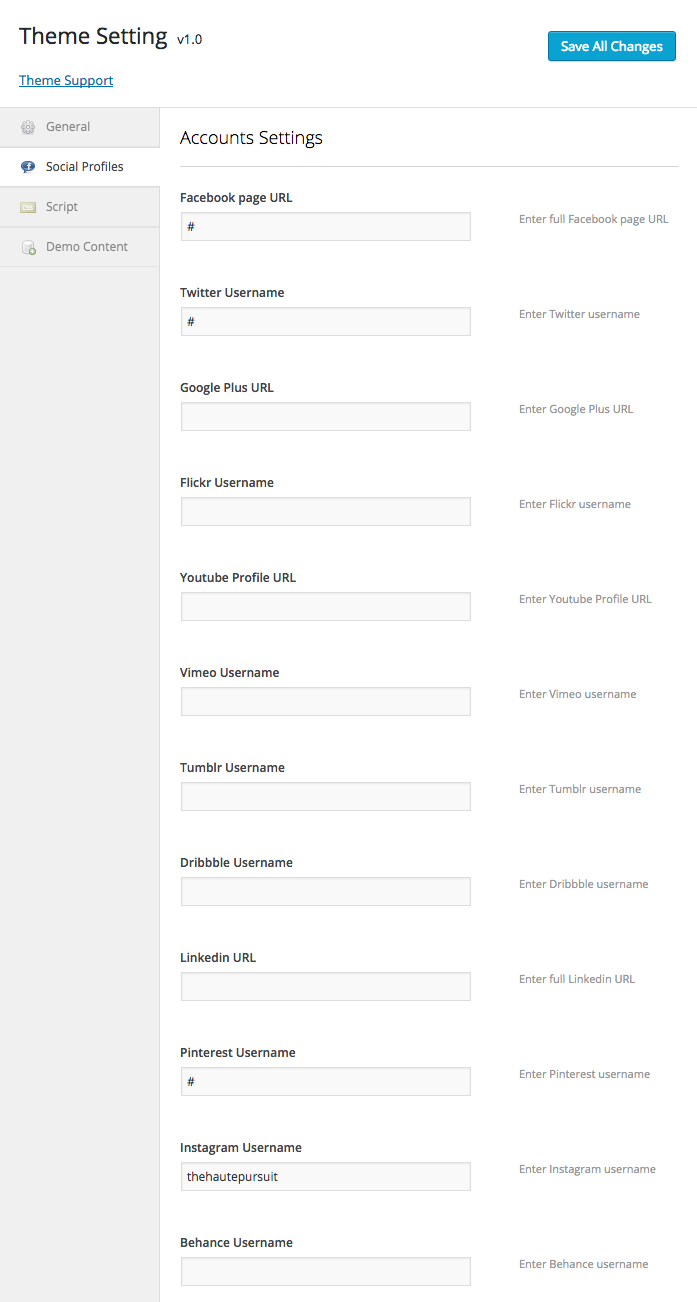 Theme Setting v1.0
Save All Changes
Theme Support
General
Social Profiles
Script
Demo Content
Accounts Settings
Facebook page URL
#
Enter full Facebook page URL
Twitter Username
#
Enter Twitter username
Google Plus URL
Enter Google Plus URL
Flickr Username
Enter Flickr username
Youtube Profile URL
Enter Youtube Profile URL
Vimeo Username
Enter Vimeo username
Tumblr Username
Enter Tumblr username
Dribbble Username
Enter Dribbble username
Linkedin URL
Enter full Linkedin URL
Pinterest Username
#
Enter Pinterest username
Instagram Username
thehautepursuit
Enter Instagram username
Behance Username
Enter Behance username